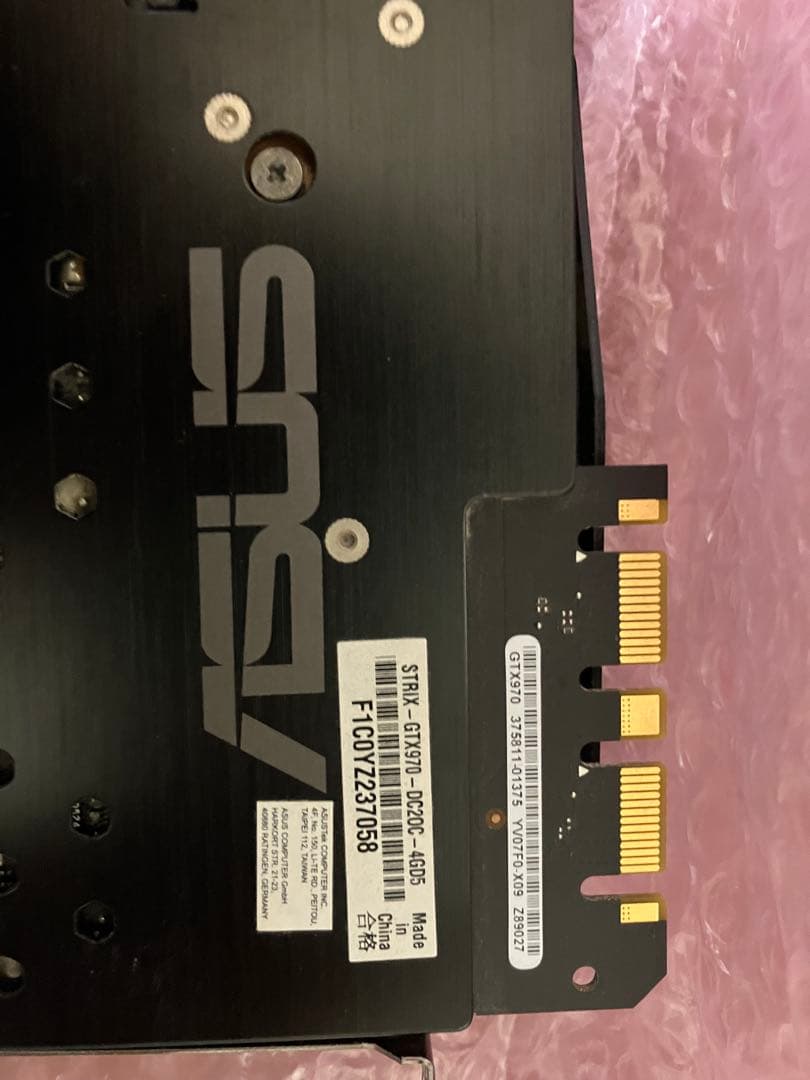 ASUS
STRIX-GTX970-DC2OC-4GD5
F1C0YZ237058
Made
in
China
合格
ASUSTeK COMPUTER INC.
4F, No. 150, LI-TE RD., PEITOU,
TAIPEI 112, TAIWAN
ASUS COMPUTER GmbH
HARKORT STR. 21-23,
40880 RATINGEN, GERMANY
GTX970 375811-01375 YV07F0-X09 Z89027